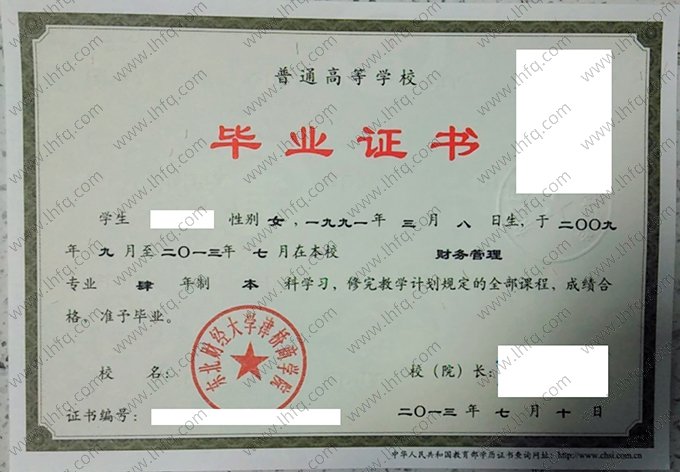 普通高等学校
毕业证书
学生 性别 女，一九九一年 三 月 八 日生，于 二〇〇九
年 九 月至 二〇一三年 七 月在本校 财务管理
专业 肆 年制 本 科学习，修完教学计划规定的全部课程，成绩合
格，准予毕业。
东北财经大学津桥商学院
校 名： 校（院）长：
证书编号： 二〇一三 年 七 月 十 日
中华人民共和国教育部学历证书查询网址：http://www.chsi.com.cn
www.lhfq.com